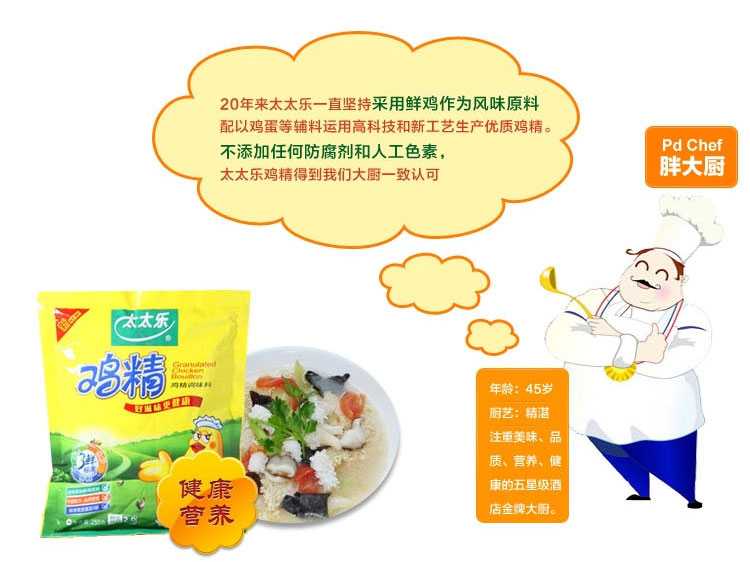 20年来太太乐一直坚持采用鲜鸡作为风味原料
配以鸡蛋等辅料运用高科技和新工艺生产优质鸡精。
不添加任何防腐剂和人工色素，
太太乐鸡精得到我们大厨一致认可
Pd Chef
胖大厨
太太乐
鸡精
Granulated
Chicken
Bouillon
鸡精调味料
好滋味更健康
健康
营养
年龄：45岁
厨艺：精湛
注重美味、品
质、营养、健
康的五星级酒
店金牌大厨。